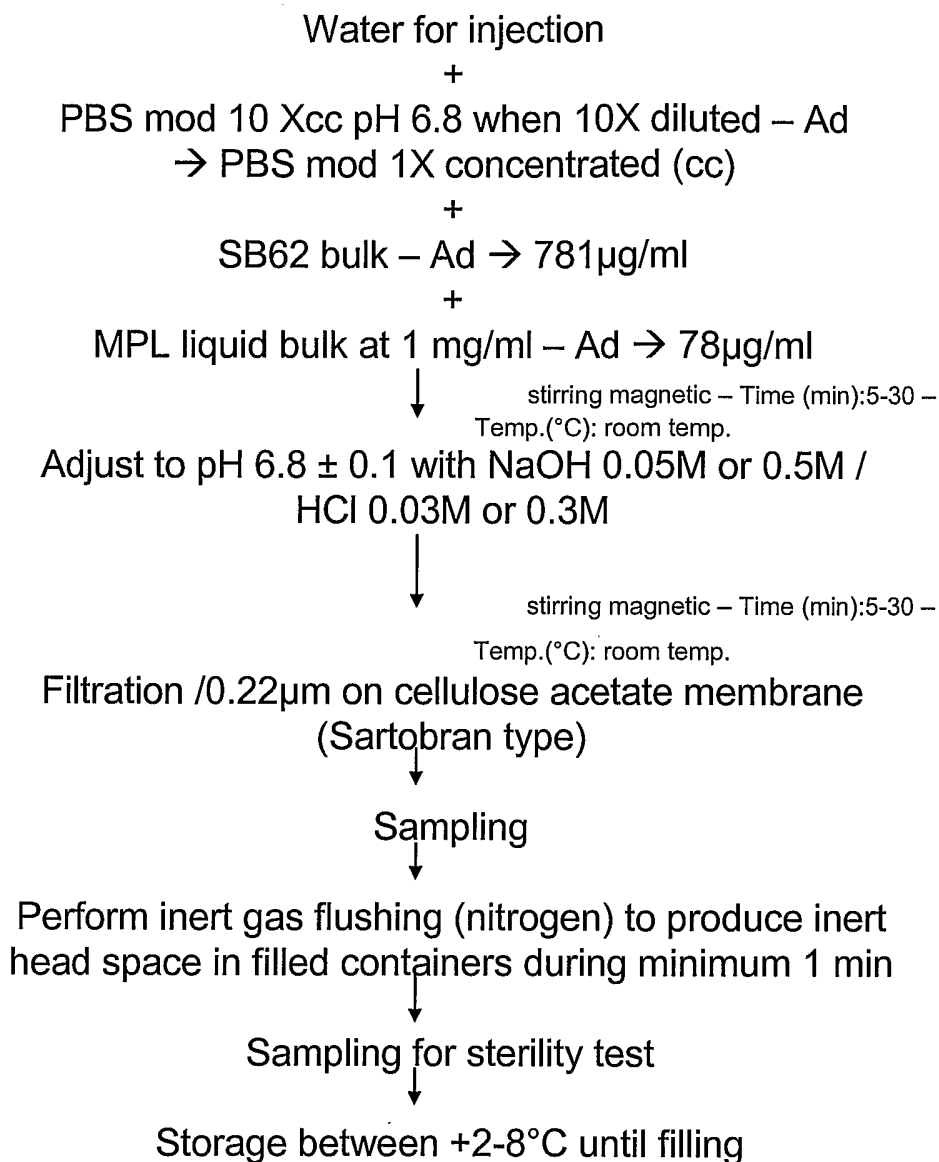 Water for injection
+
PBS mod 10 Xcc pH 6.8 when 10X diluted – Ad
→ PBS mod 1X concentrated (cc)
+
SB62 bulk – Ad → 781µg/ml
+
MPL liquid bulk at 1 mg/ml – Ad → 78µg/ml
stirring magnetic – Time (min):5-30 –
Temp.(°C): room temp.
Adjust to pH 6.8 ± 0.1 with NaOH 0.05M or 0.5M /
HCl 0.03M or 0.3M
stirring magnetic – Time (min):5-30 –
Temp.(°C): room temp.
Filtration /0.22µm on cellulose acetate membrane
(Sartobran type)
Sampling
Perform inert gas flushing (nitrogen) to produce inert
head space in filled containers during minimum 1 min
Sampling for sterility test
Storage between +2-8°C until filling